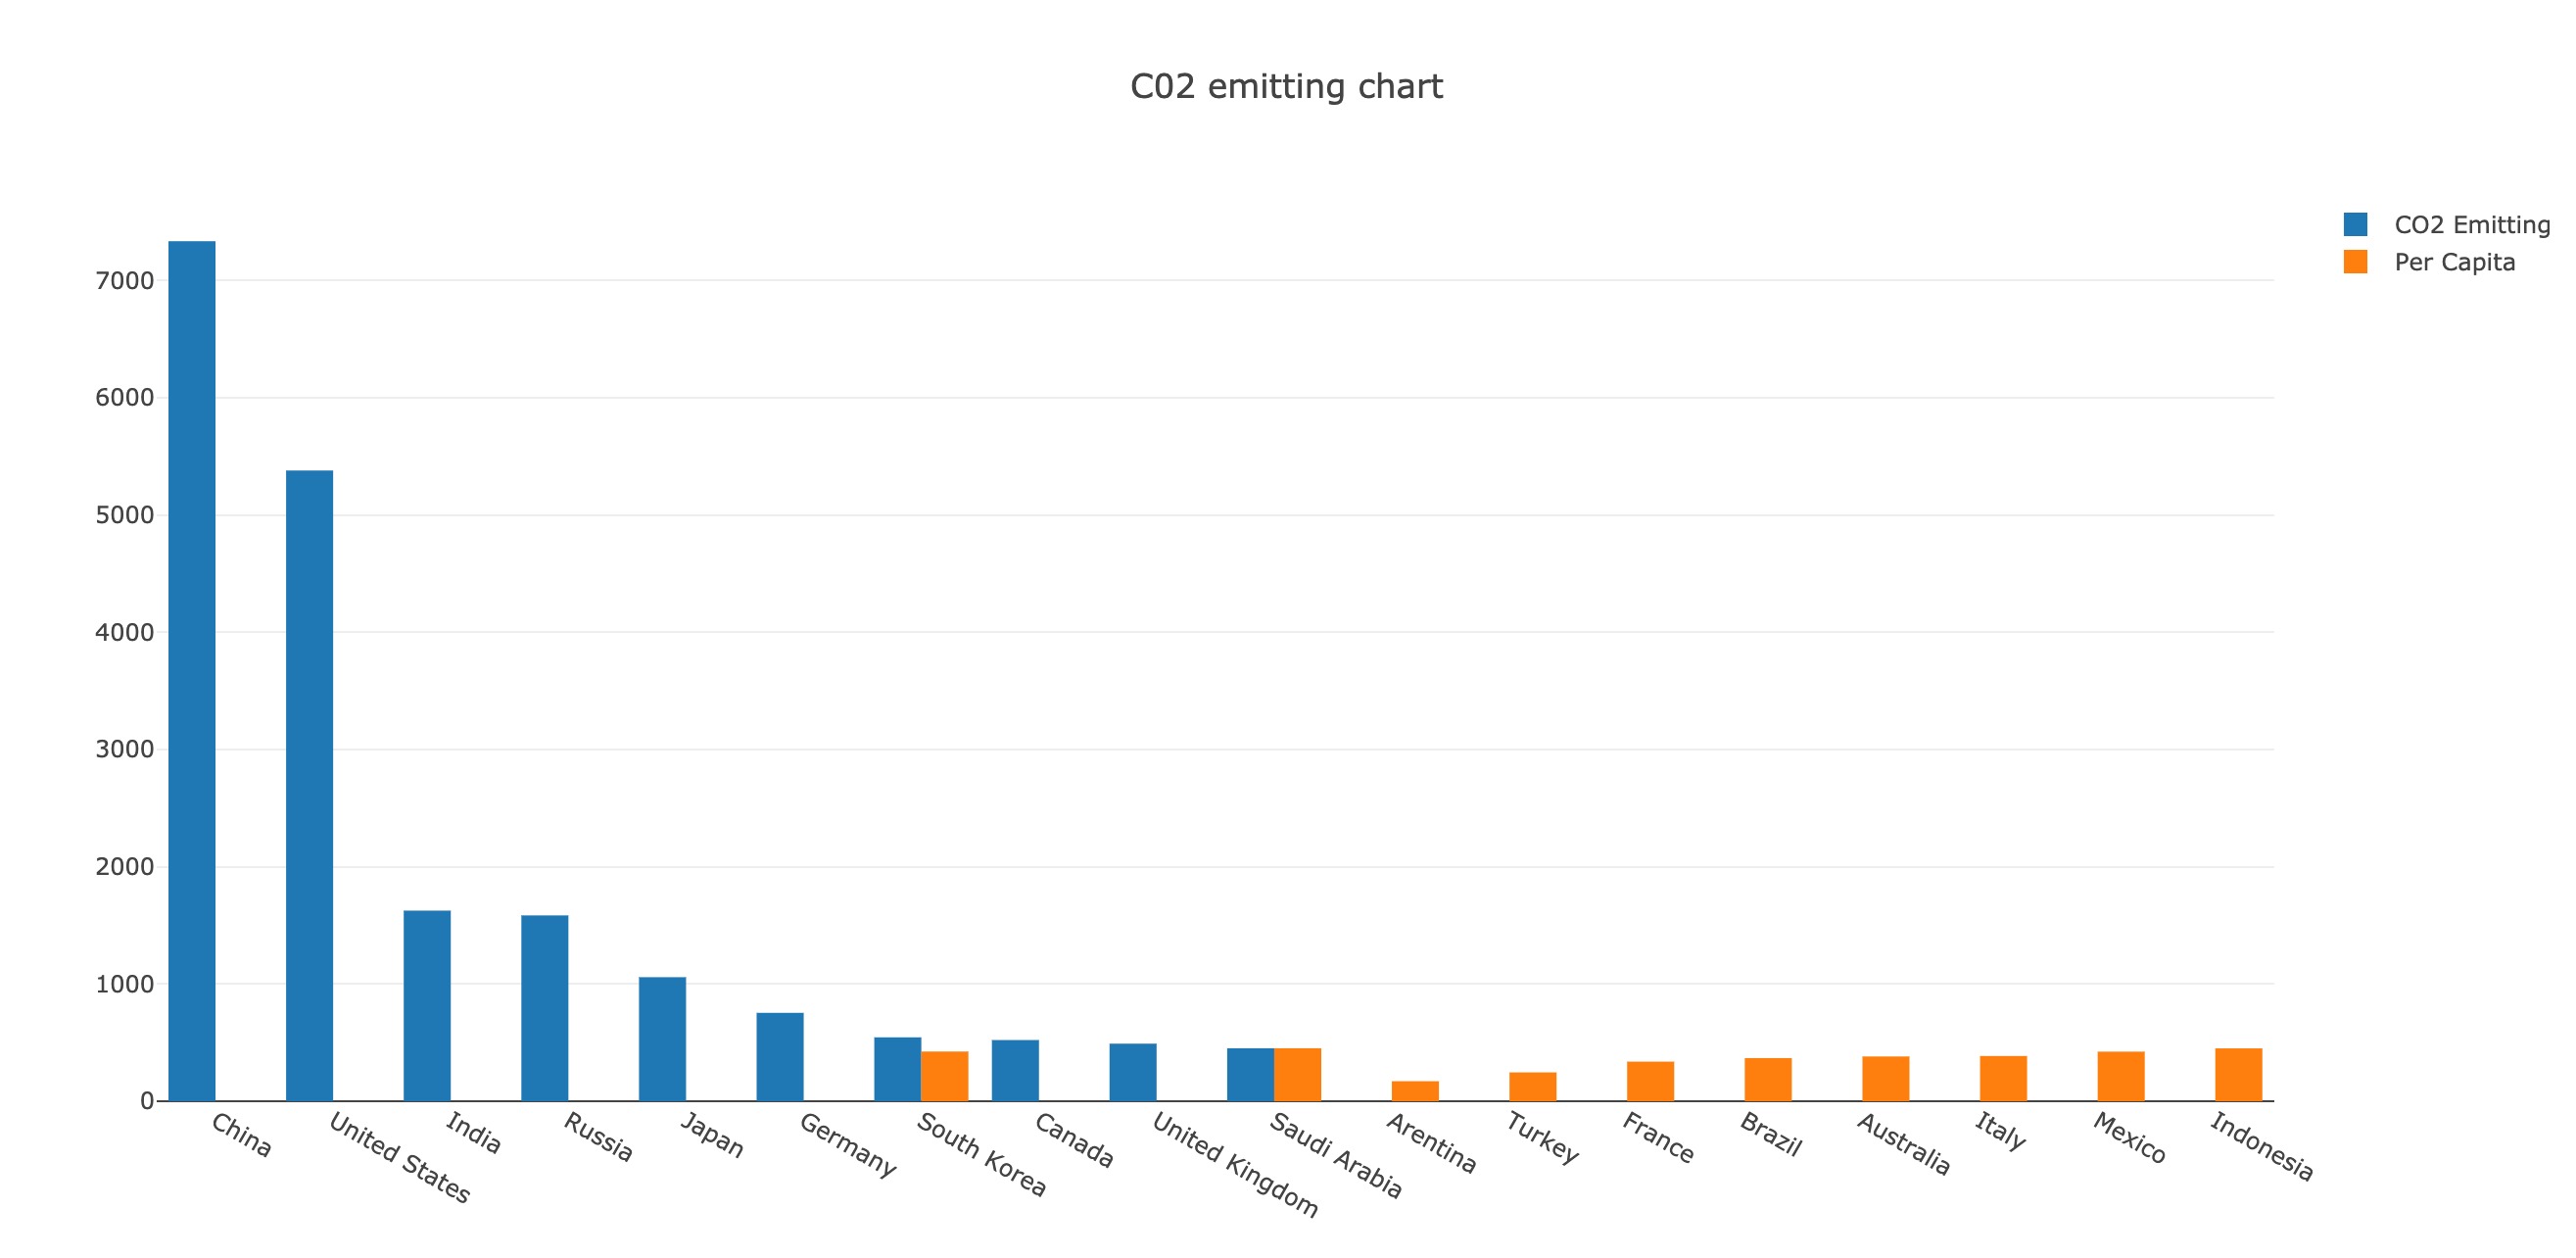 C02 emitting chart
CO2 Emitting
Per Capita
7000
6000
5000
4000
3000
2000
1000
0
China
United States
India
Russia
Japan
Germany
South Korea
Canada
United Kingdom
Saudi Arabia
Arentina
Turkey
France
Brazil
Australia
Italy
Mexico
Indonesia